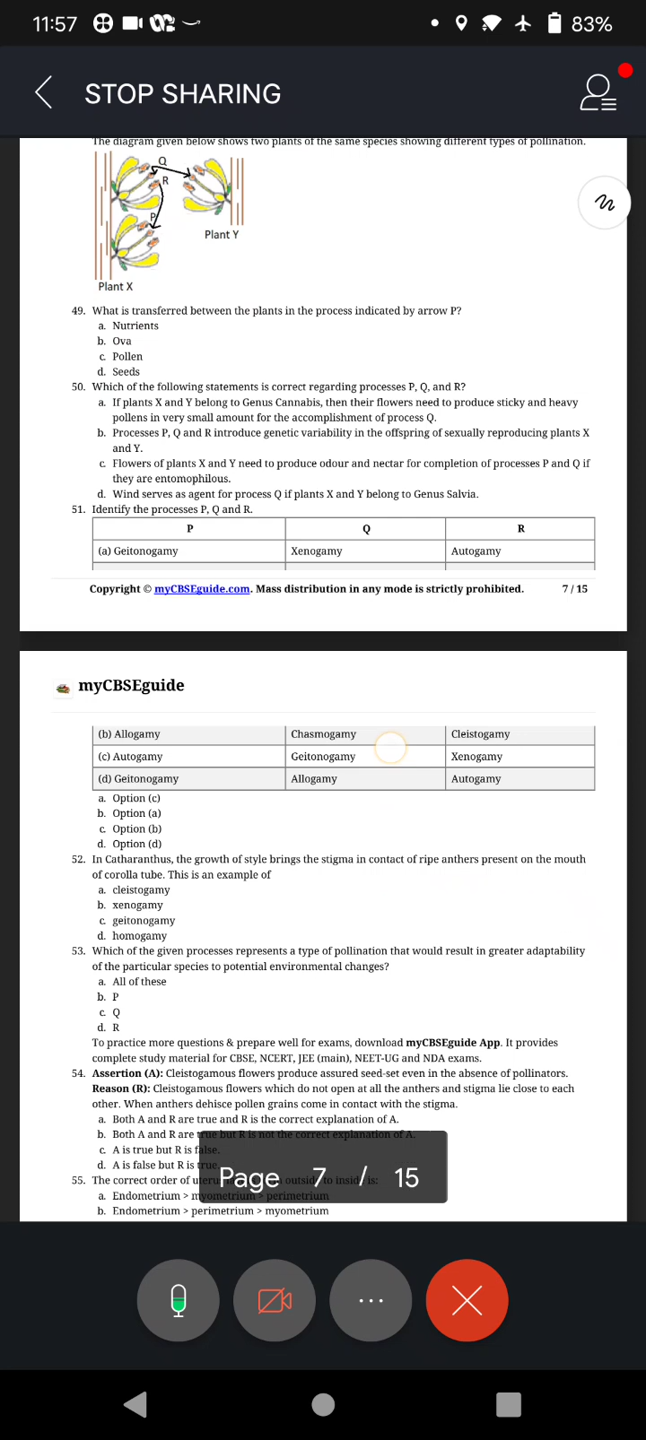 11:57
83%
STOP SHARING
The diagram given below shows two plants of the same species showing different types of pollination.
Q
R
P
Plant Y
Plant X
49. What is transferred between the plants in the process indicated by arrow P?
a. Nutrients
b. Ova
c. Pollen
d. Seeds
50. Which of the following statements is correct regarding processes P, Q, and R?
a. If plants X and Y belong to Genus Cannabis, then their flowers need to produce sticky and heavy
pollens in very small amount for the accomplishment of process Q.
b. Processes P, Q and R introduce genetic variability in the offspring of sexually reproducing plants X
and Y.
c. Flowers of plants X and Y need to produce odour and nectar for completion of processes P and Q if
they are entomophilous.
d. Wind serves as agent for process Q if plants X and Y belong to Genus Salvia.
51. Identify the processes P, Q and R.
P Q R
(a) Geitonogamy Xenogamy Autogamy
Copyright © myCBSEguide.com. Mass distribution in any mode is strictly prohibited. 7 / 15
myCBSEguide
(b) Allogamy Chasmogamy Cleistogamy
(c) Autogamy Geitonogamy Xenogamy
(d) Geitonogamy Allogamy Autogamy
a. Option (c)
b. Option (a)
c. Option (b)
d. Option (d)
52. In Catharanthus, the growth of style brings the stigma in contact of ripe anthers present on the mouth
of corolla tube. This is an example of
a. cleistogamy
b. xenogamy
c. geitonogamy
d. homogamy
53. Which of the given processes represents a type of pollination that would result in greater adaptability
of the particular species to potential environmental changes?
a. All of these
b. P
c. Q
d. R
To practice more questions & prepare well for exams, download myCBSEguide App. It provides
complete study material for CBSE, NCERT, JEE (main), NEET-UG and NDA exams.
54. Assertion (A): Cleistogamous flowers produce assured seed-set even in the absence of pollinators.
Reason (R): Cleistogamous flowers which do not open at all the anthers and stigma lie close to each
other. When anthers dehisce pollen grains come in contact with the stigma.
a. Both A and R are true and R is the correct explanation of A.
b. Both A and R are true but R is not the correct explanation of A.
c. A is true but R is false.
d. A is false but R is true.
Page 7 / 15
55. The correct order of outside to inside is:
a. Endometrium > myometrium > perimetrium
b. Endometrium > perimetrium > myometrium